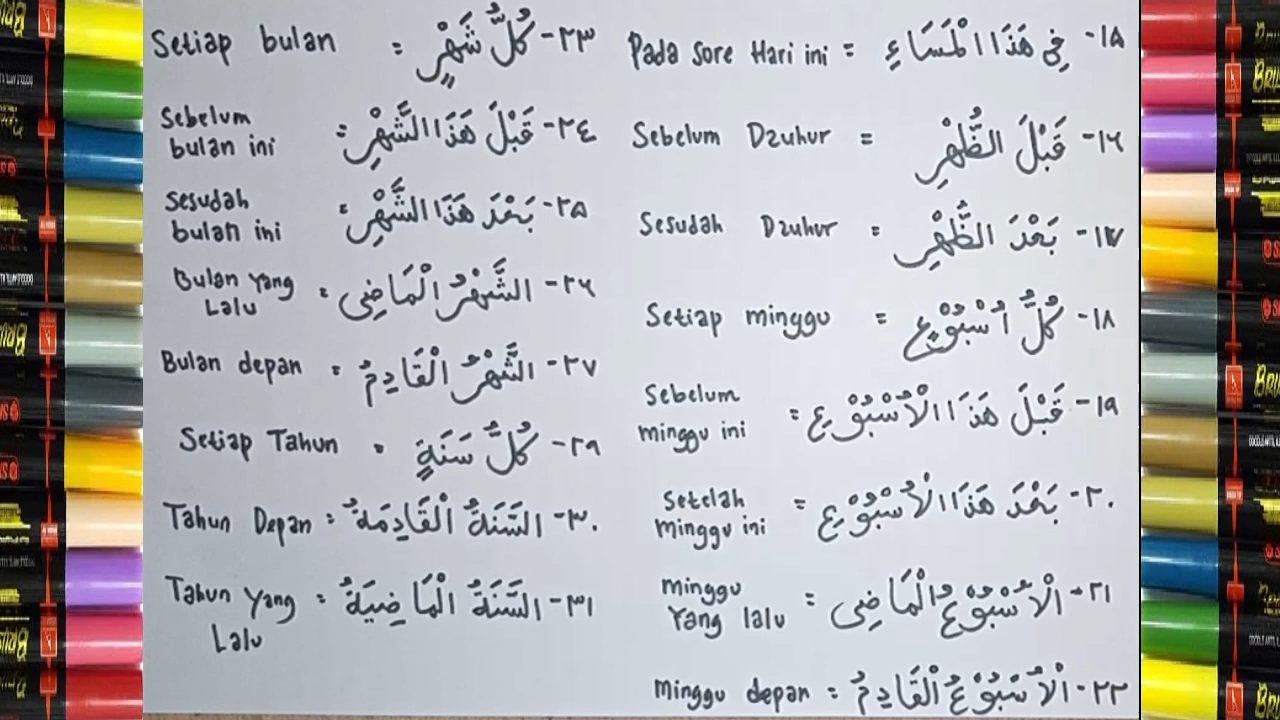 ١٥- فِى هَذَا الْمَسَاءِ = Pada sore Hari ini
١٦- قَبْلَ الظُّهْرِ = Sebelum Dzuhur
١٧- بَعْدَ الظُّهْرِ = Sesudah Dzuhur
١٨- كُلُّ أُسْبُوْعٍ = Setiap minggu
١٩- قَبْلَ هَذَا الْأُسْبُوْعِ = Sebelum
minggu ini
٢٠- بَعْدَ هَذَا الْأُسْبُوْعِ = Setelah
minggu ini
٢١- الْأُسْبُوْعُ الْمَاضِى = minggu
Yang lalu
٢٢- الْأُسْبُوْعُ الْقَادِمُ = minggu depan
٢٣- كُلُّ شَهْرٍ = Setiap bulan
٢٤- قَبْلَ هَذَا الشَّهْرِ = Sebelum
bulan ini
٢٥- بَعْدَ هَذَا الشَّهْرِ = Sesudah
bulan ini
٢٦- الشَّهْرُ الْمَاضِى = Bulan yang
Lalu
٢٧- الشَّهْرُ الْقَادِمُ = Bulan depan
٢٩- كُلُّ سَنَةٍ = Setiap Tahun
٣٠- السَّنَةُ الْقَادِمَةُ = Tahun Depan
٣١- السَّنَةُ الْمَاضِيَةُ = Tahun Yang
Lalu